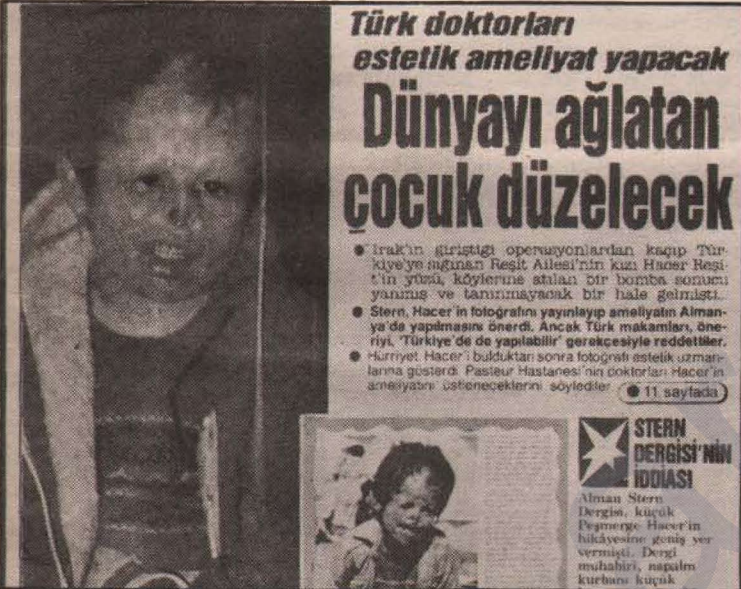 Türk doktorları
estetik ameliyat yapacak
Dünyayı ağlatan
çocuk düzelecek
● Irak'ın giriştiği operasyonlardan kaçıp Tür-
kiye'ye sığınan Reşit Ailesi'nin kızı Hacer Reşi-
t'in yüzü, köylerine atılan bir bomba sonucu
yanmış ve tanınmayacak bir hale gelmişti..
● Stern, Hacer'in fotoğrafını yayınlayıp ameliyatın Alman-
ya'da yapılmasını önerdi. Ancak Türk makamları, öne-
riyi, 'Türkiye'de de yapılabilir' gerekçesiyle reddettiler.
● Hürriyet Hacer'i bulduktan sonra fotoğrafı estetik uzman-
larına gösterdi. Pasteur Hastanesi'nin doktorları Hacer'in
ameliyatını üstleneceklerini söylediler
● 11. sayfada
STERN
DERGİSİ'NİN
İDDİASI
Alman Stern
Dergisi, küçük
Peşmerge Hacer'in
hikâyesine geniş yer
vermişti. Dergi
muhabiri, napalm
kurbanı küçük